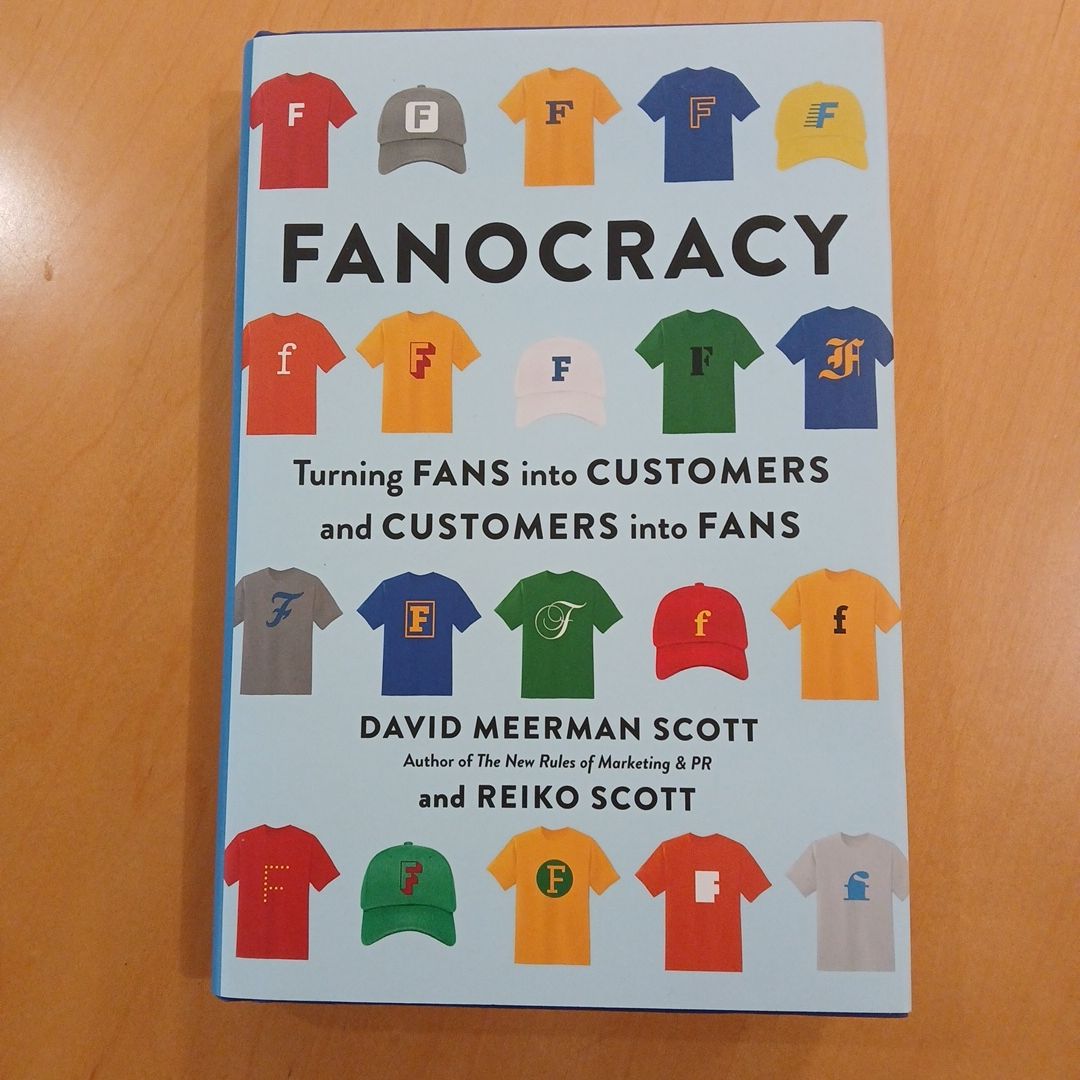 F F F F F
FANOCRACY
f F F F F
Turning FANS into CUSTOMERS
and CUSTOMERS into FANS
F F F f f
DAVID MEERMAN SCOTT
Author of The New Rules of Marketing & PR
and REIKO SCOTT
F F F F f